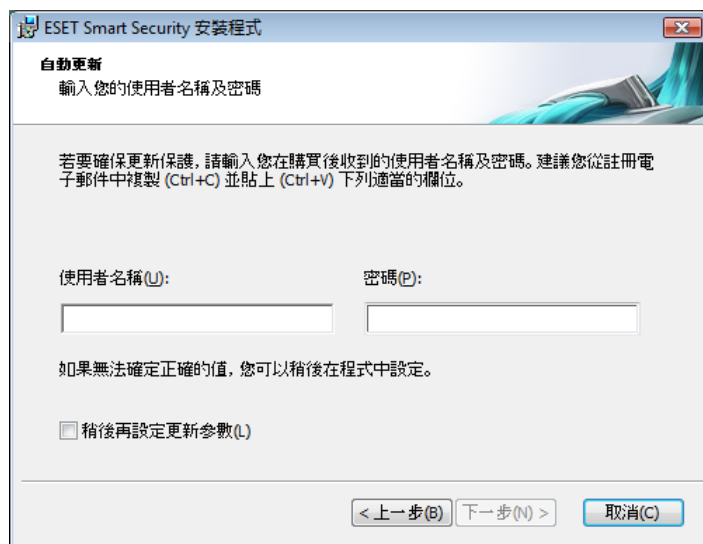 ESET Smart Security 安裝程式
自動更新
輸入您的使用者名稱及密碼
若要確保更新保護, 請輸入您在購買後收到的使用者名稱及密碼。建議您從註冊電
子郵件中複製 (Ctrl+C) 並貼上 (Ctrl+V) 下列適當的欄位。
使用者名稱(U):
密碼(P):
如果無法確定正確的值, 您可以稍後在程式中設定。
稍後再設定更新參數(L)
< 上一步(B) 下一步(N) > 取消(C)